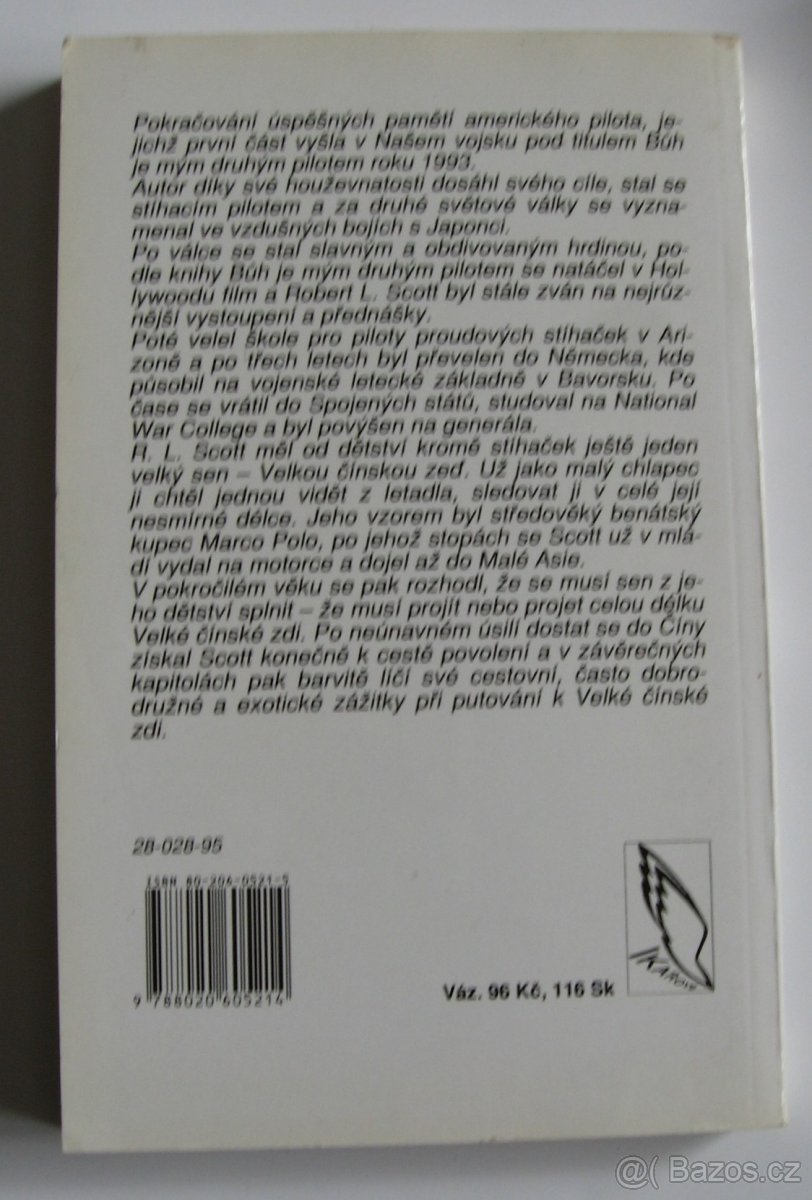 Pokračování úspěšných pamětí amerického pilota, je-
jichž první část vyšla v Našem vojsku pod titulem Bůh
je mým druhým pilotem roku 1993.
Autor díky své houževnatosti dosáhl svého cíle, stal se
stíhacím pilotem a za druhé světové války se vyzna-
menal ve vzdušných bojích s Japonci.
Po válce se stal slavným a obdivovaným hrdinou, po-
dle knihy Bůh je mým druhým pilotem se natáčel v Hol-
lywoodu film a Robert L. Scott byl stále zván na nejrůz-
nější vystoupení a přednášky.
Poté velel škole pro piloty proudových stíhaček v Ari-
zoně a po třech letech byl převelen do Německa, kde
působil na vojenské letecké základně v Bavorsku. Po
čase se vrátil do Spojených států, studoval na National
War College a byl povýšen na generála.
R. L. Scott měl od dětství kromě stíhaček ještě jeden
velký sen – Velkou čínskou zeď. Už jako malý chlapec
ji chtěl jednou vidět z letadla, sledovat ji v celé její
nesmírné délce. Jeho vzorem byl středověký benátský
kupec Marco Polo, po jehož stopách se Scott už v mlá-
dí vydal na motorce a dojel až do Malé Asie.
V pokročilém věku se pak rozhodl, že se musí sen z je-
ho dětství splnit – že musí projít nebo projet celou délku
Velké čínské zdi. Po neúnavném úsilí dostat se do Číny
získal Scott konečně k cestě povolení a v závěrečných
kapitolách pak barvitě líčí své cestovní, často dobro-
družné a exotické zážitky při putování k Velké čínské
zdi.
28-028-95
ISBN 80-206-0521-5
9 788020 605214
Váz. 96 Kč, 116 Sk
IKAROS
@( Bazos.cz